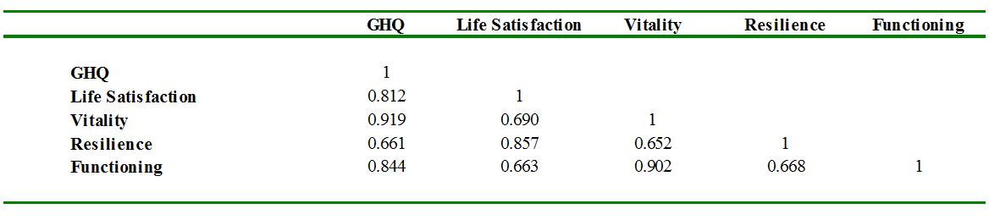 GHQ Life Satisfaction Vitality Resilience Functioning
GHQ 1
Life Satisfaction 0.812 1
Vitality 0.919 0.690 1
Resilience 0.661 0.857 0.652 1
Functioning 0.844 0.663 0.902 0.668 1